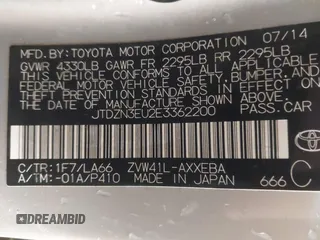 MFD.BY:TOYOTA MOTOR CORPORATION 07/14
GVWR 4330LB GAWR FR 2295LB RR 2295LB
THIS VEHICLE CONFORMS TO ALL APPLICABLE
FEDERAL MOTOR VEHICLE SAFETY, BUMPER, AND
THEFT PREVENTION STANDARDS IN EFFECT ON
THE DATE OF MANUFACTURE SHOWN ABOVE.
JTDZN3EU2E3362200 PASS.CAR
C/TR:1F7/LA66 ZVW41L-AXXEBA
A/TM:-01A/P410 MADE IN JAPAN 666 C
TOYOTA
DREAMBID